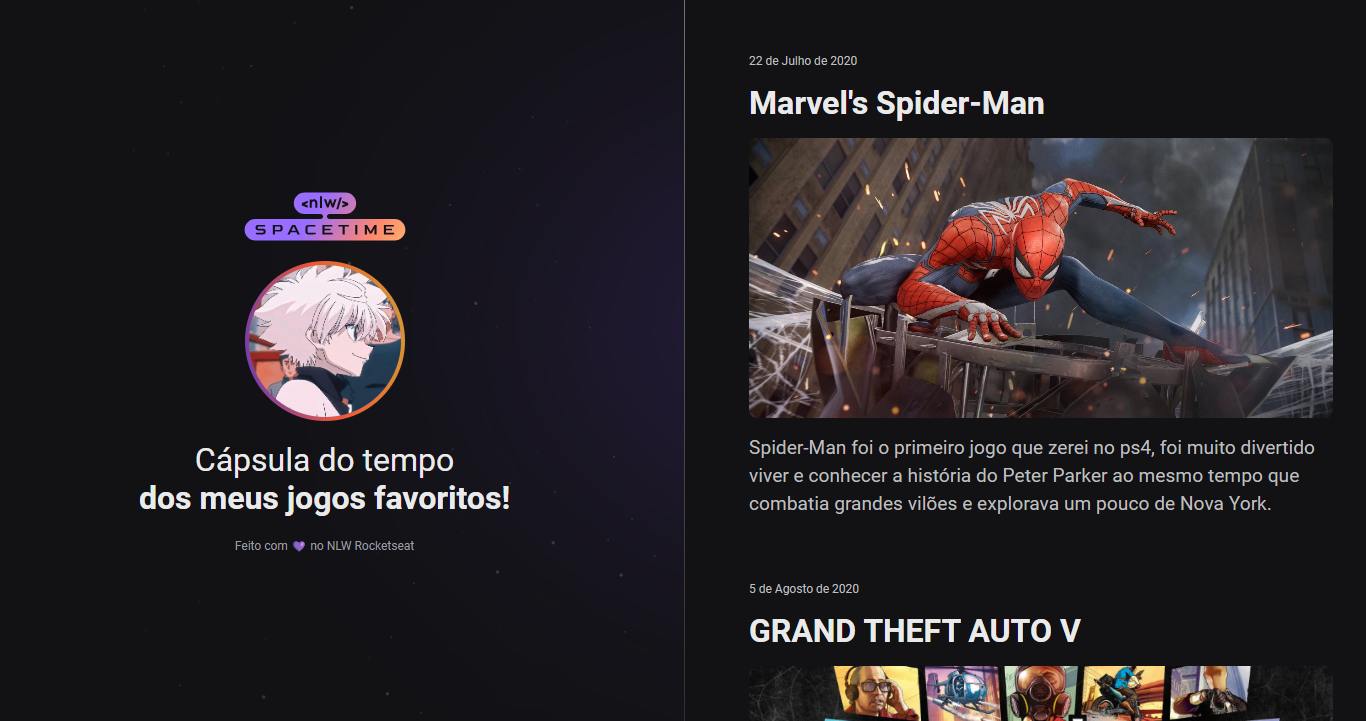 <nlw/>
SPACETIME
Cápsula do tempo
dos meus jogos favoritos!
Feito com 💜 no NLW Rocketseat
22 de Julho de 2020
Marvel's Spider-Man
Spider-Man foi o primeiro jogo que zerei no ps4, foi muito divertido
viver e conhecer a história do Peter Parker ao mesmo tempo que
combatia grandes vilões e explorava um pouco de Nova York.
5 de Agosto de 2020
GRAND THEFT AUTO V